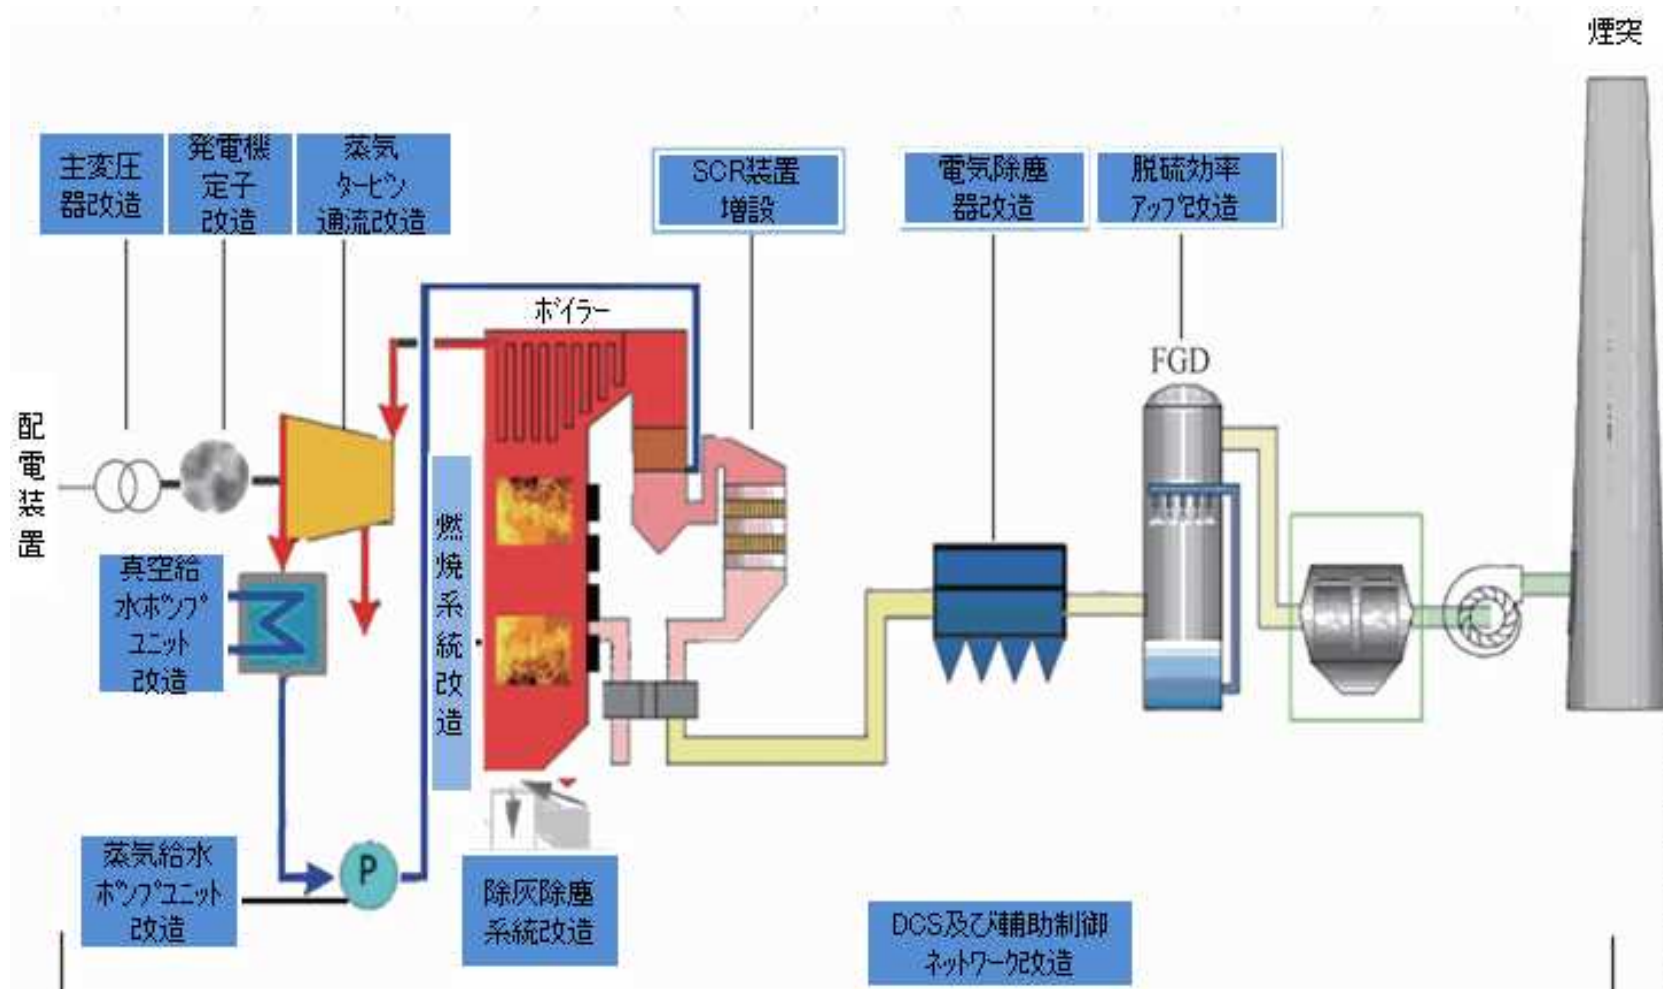 煙突
主変圧
器改造
発電機
定子
改造
蒸気
タービン
通流改造
SCR装置
増設
電気除塵
器改造
脱硫効率
アップ改造
ボイラー
FGD
配電装置
燃焼系統改造
真空給
水ポンプ
ユニット
改造
P
蒸気給水
ポンプユニット
改造
除灰除塵
系統改造
DCS及び補助制御
ネットワーク改造